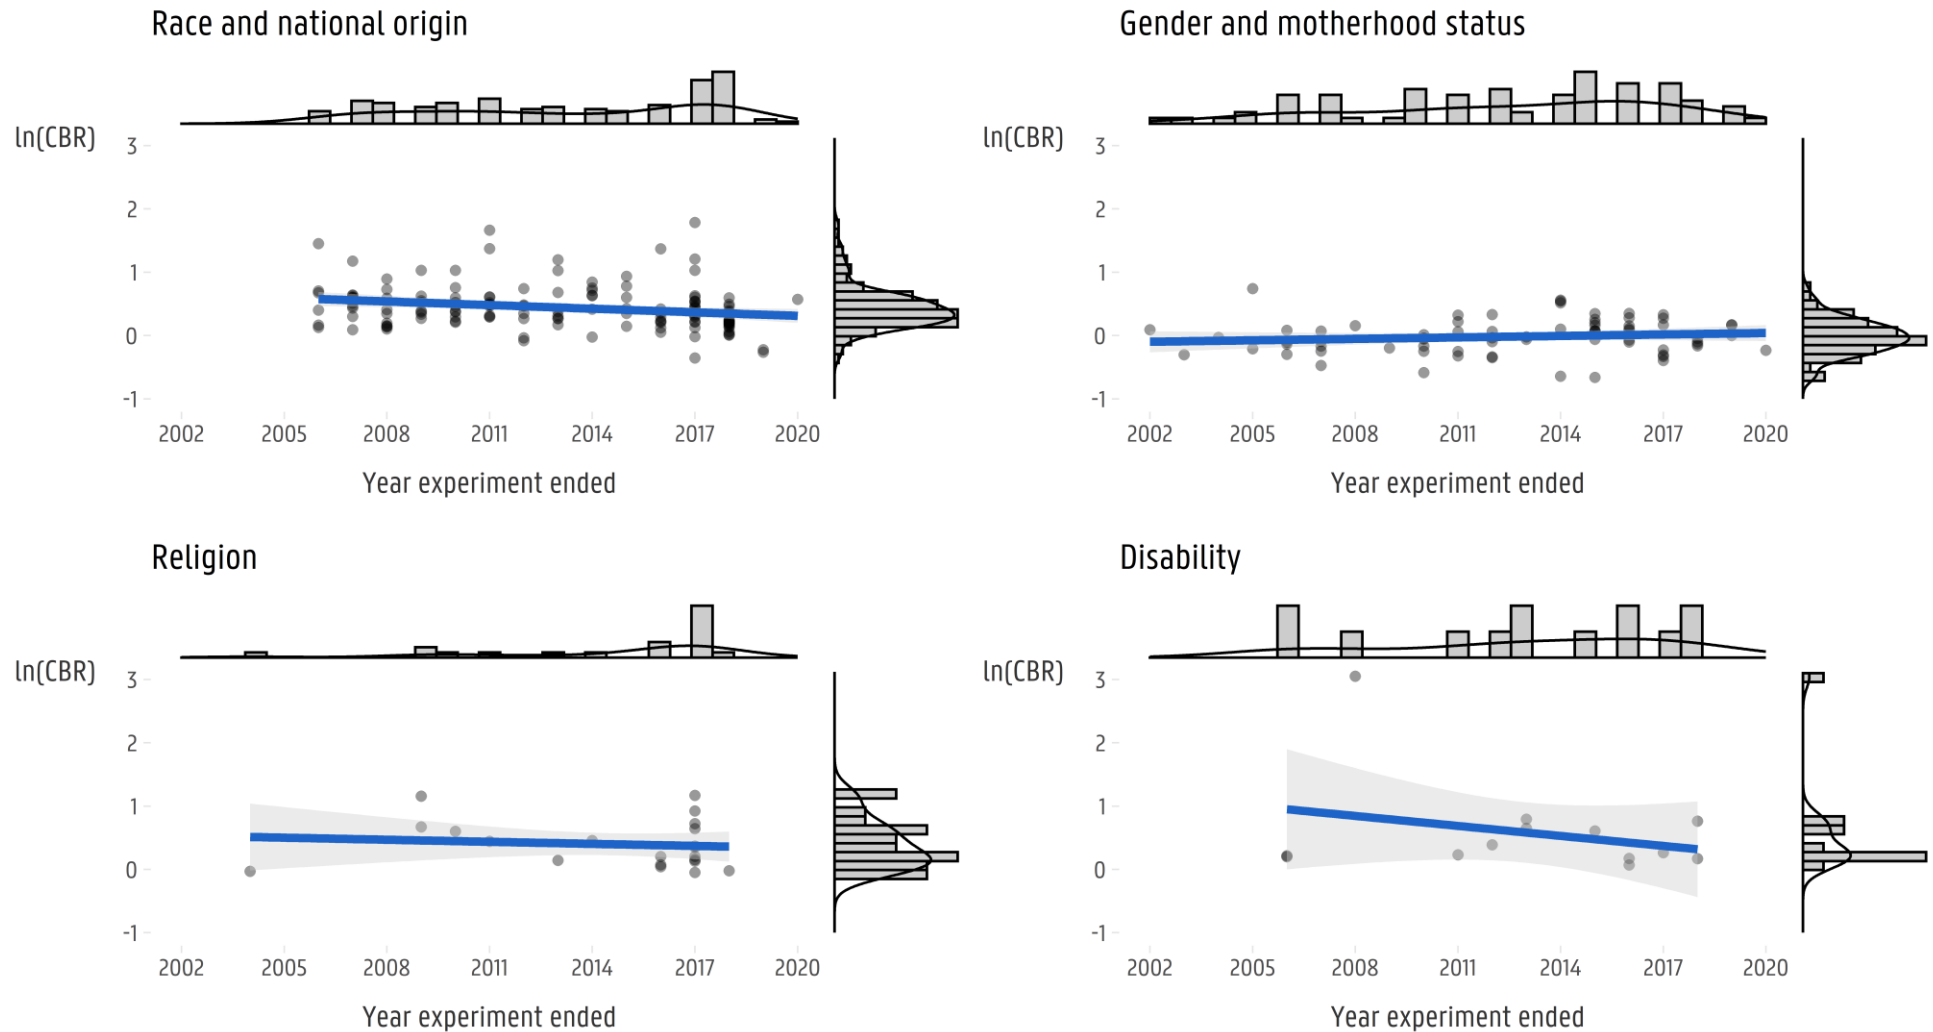 Race and national origin
ln(CBR)
3
2
1
0
-1
2002 2005 2008 2011 2014 2017 2020
Year experiment ended
Gender and motherhood status
ln(CBR)
3
2
1
0
-1
2002 2005 2008 2011 2014 2017 2020
Year experiment ended
Religion
ln(CBR)
3
2
1
0
-1
2002 2005 2008 2011 2014 2017 2020
Year experiment ended
Disability
ln(CBR)
3
2
1
0
-1
2002 2005 2008 2011 2014 2017 2020
Year experiment ended